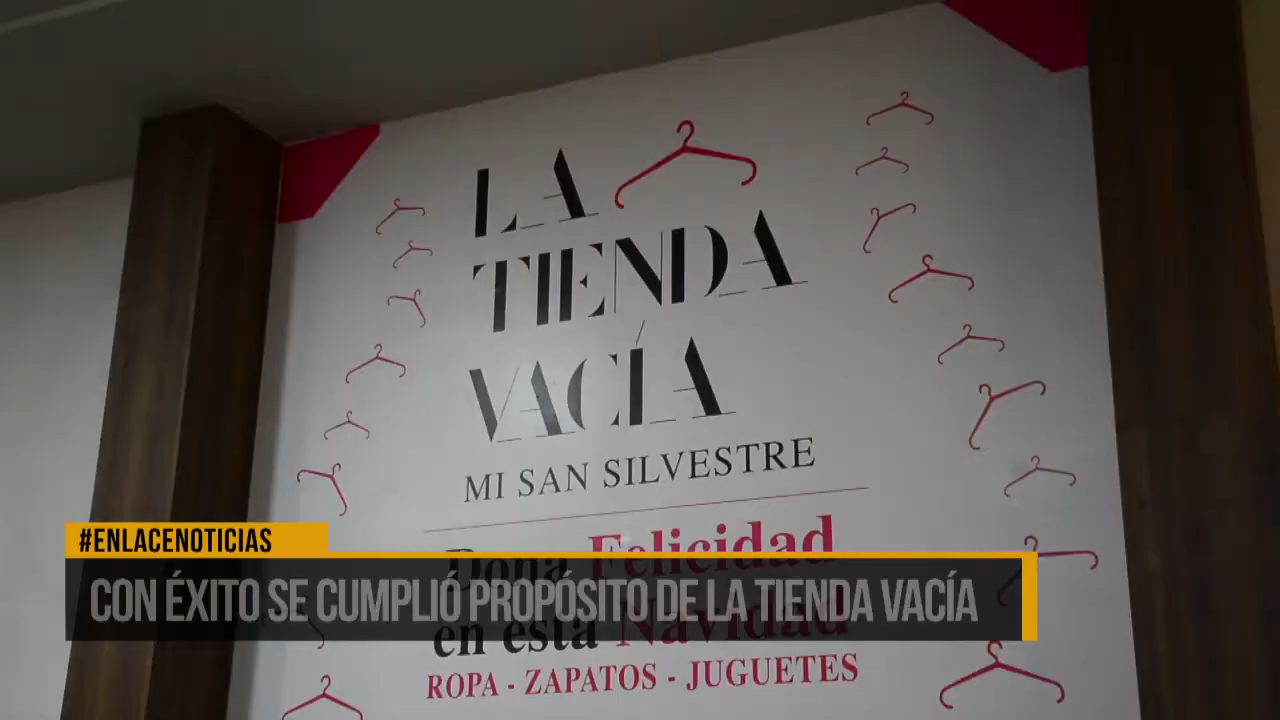 LA
TIENDA
VACÍA
MI SAN SILVESTRE
Dona Felicidad
en esta Navidad
ROPA - ZAPATOS - JUGUETES
#ENLACENOTICIAS
CON ÉXITO SE CUMPLIÓ PROPÓSITO DE LA TIENDA VACÍA